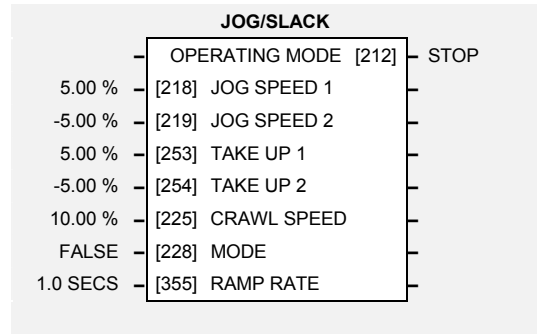 JOG/SLACK
OPERATING MODE [212] STOP
5.00 % [218] JOG SPEED 1
-5.00 % [219] JOG SPEED 2
5.00 % [253] TAKE UP 1
-5.00 % [254] TAKE UP 2
10.00 % [225] CRAWL SPEED
FALSE [228] MODE
1.0 SECS [355] RAMP RATE